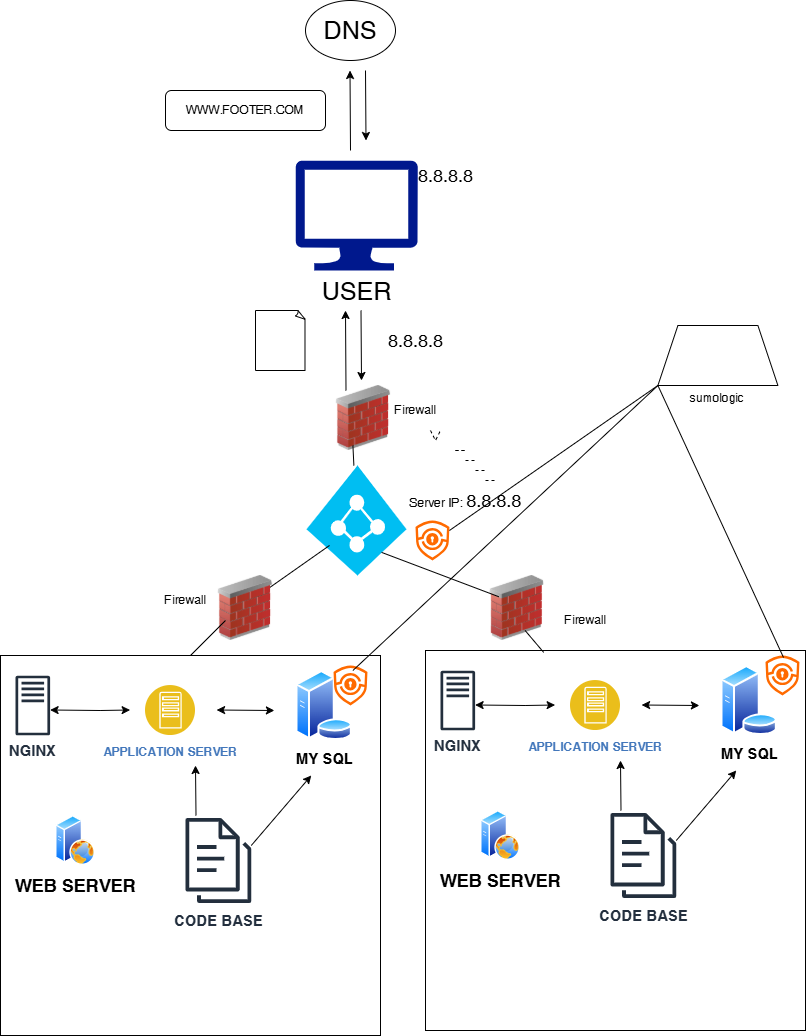 DNS
WWW.FOOTER.COM
8.8.8.8
USER
8.8.8.8
sumologic
Firewall
Server IP: 8.8.8.8
Firewall
Firewall
NGINX
APPLICATION SERVER
MY SQL
NGINX
APPLICATION SERVER
MY SQL
WEB SERVER
CODE BASE
WEB SERVER
CODE BASE